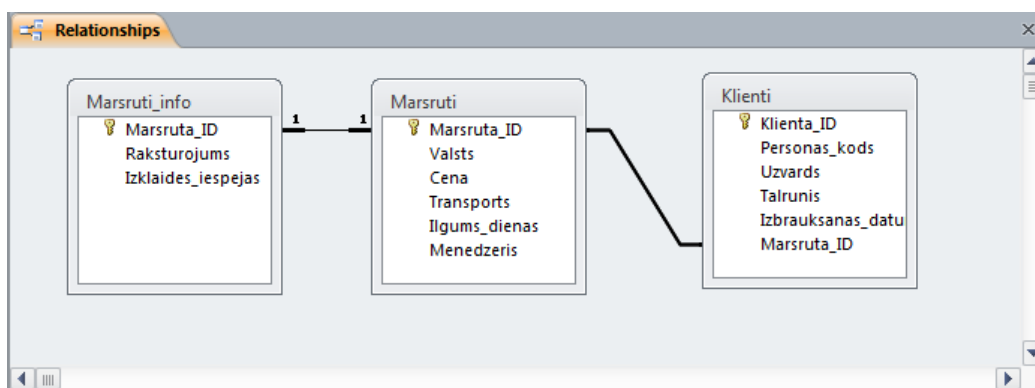 Relationships
Marsruti_info
Marsruta_ID
Raksturojums
Izklaides_iespejas
1 1
Marsruti
Marsruta_ID
Valsts
Cena
Transports
Ilgums_dienas
Menedzeris
Klienti
Klienta_ID
Personas_kods
Uzvards
Talrunis
Izbrauksanas_datu
Marsruta_ID